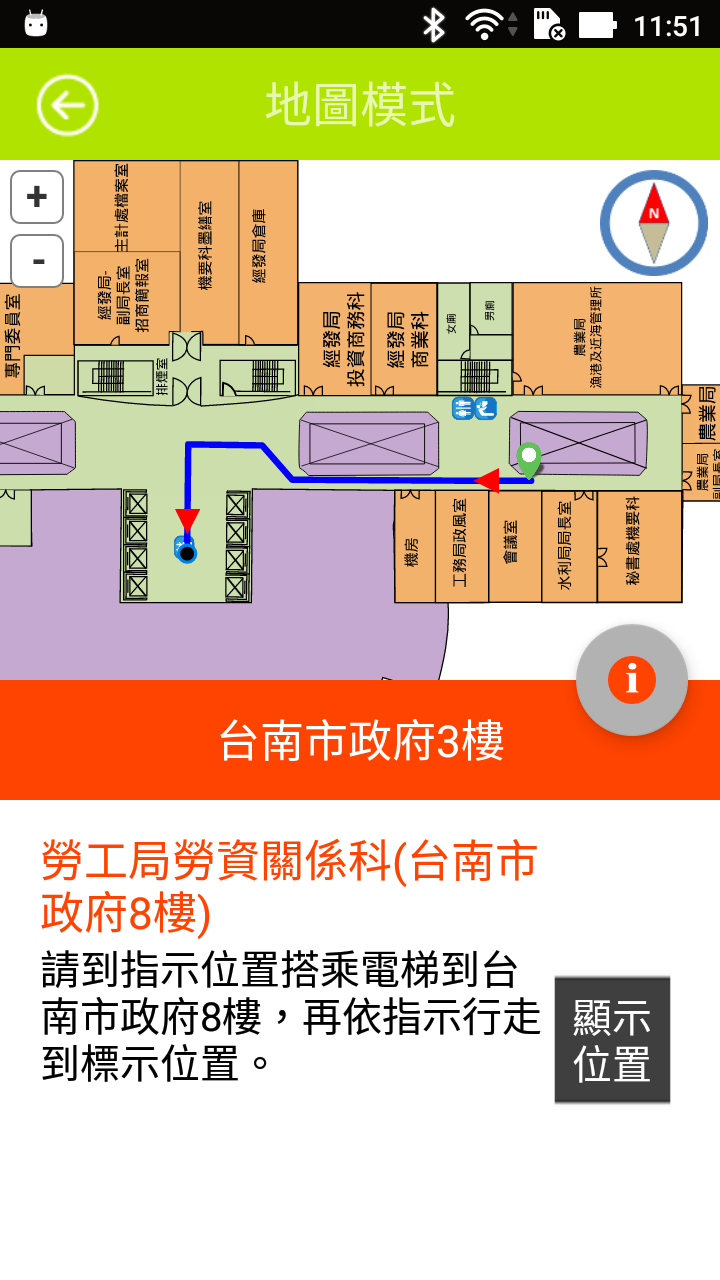 11:51
地圖模式
+
-
N
主計處檔案室
機要科墨繕室
經發局倉庫
經發局-
副局長室
招商簡報室
專門委員室
排煙室
經發局
投資商務科
經發局
商業科
女廁
男廁
農業局
漁港及近海管理所
農業局
農業局
副局長室
機房
工務局政風室
會議室
水利局局長室
秘書處機要科
i
台南市政府3樓
勞工局勞資關係科(台南市
政府8樓)
請到指示位置搭乘電梯到台
南市政府8樓，再依指示行走
到標示位置。
顯示
位置